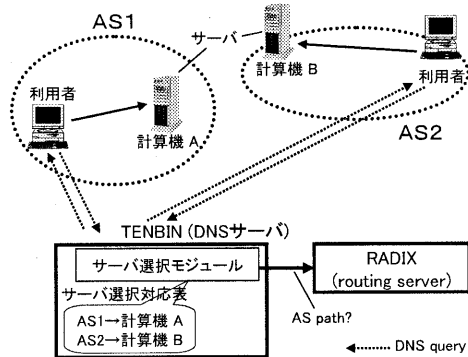 AS1
サーバ
利用者
計算機 A
計算機 B
利用者
AS2
TENBIN (DNSサーバ)
サーバ選択モジュール
サーバ選択対応表
AS1→計算機 A
AS2→計算機 B
RADIX
(routing server)
AS path?
DNS query